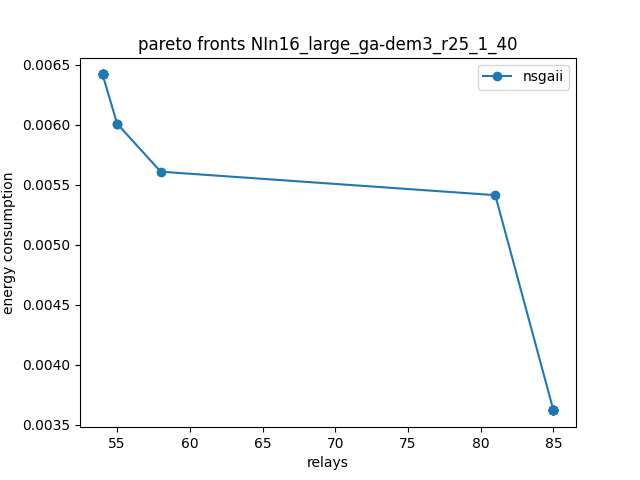 pareto fronts NIn16_large_ga-dem3_r25_1_40
nsgaii
energy consumption
0.0065
0.0060
0.0055
0.0050
0.0045
0.0040
0.0035
55 60 65 70 75 80 85
relays